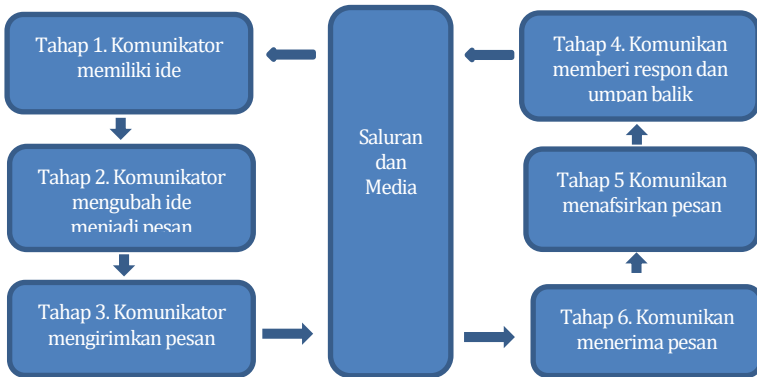 Tahap 1. Komunikator
memiliki ide
Tahap 2. Komunikator
mengubah ide
menjadi pesan
Tahap 3. Komunikator
mengirimkan pesan
Saluran
dan
Media
Tahap 4. Komunikan
memberi respon dan
umpan balik
Tahap 5 Komunikan
menafsirkan pesan
Tahap 6. Komunikan
menerima pesan